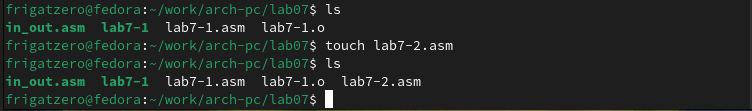 frigatzero@fedora:~/work/arch-pc/lab07$ ls
in_out.asm  lab7-1  lab7-1.asm  lab7-1.o
frigatzero@fedora:~/work/arch-pc/lab07$ touch lab7-2.asm
frigatzero@fedora:~/work/arch-pc/lab07$ ls
in_out.asm  lab7-1  lab7-1.asm  lab7-1.o  lab7-2.asm
frigatzero@fedora:~/work/arch-pc/lab07$